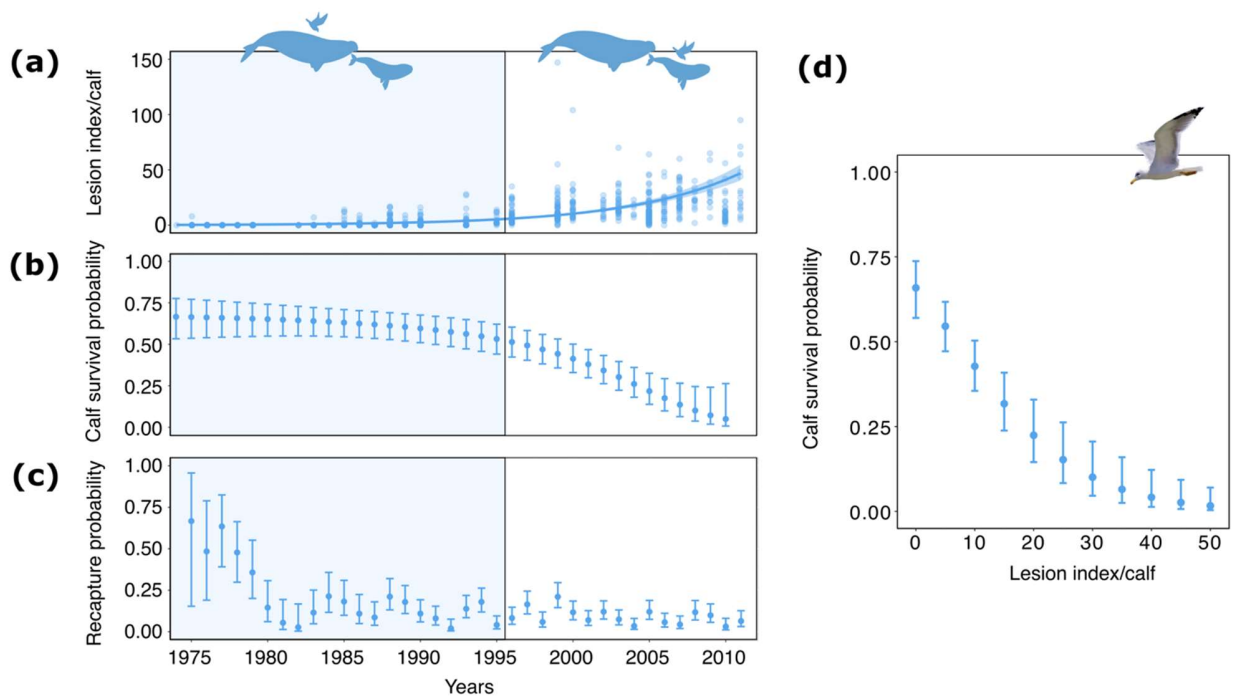 (a)
Lesion index/calf
150
100
50
0
(b)
Calf survival probability
1.00
0.75
0.50
0.25
0.00
(c)
Recapture probability
1.00
0.75
0.50
0.25
0.00
1975 1980 1985 1990 1995 2000 2005 2010
Years
(d)
Calf survival probability
1.00
0.75
0.50
0.25
0.00
0 10 20 30 40 50
Lesion index/calf